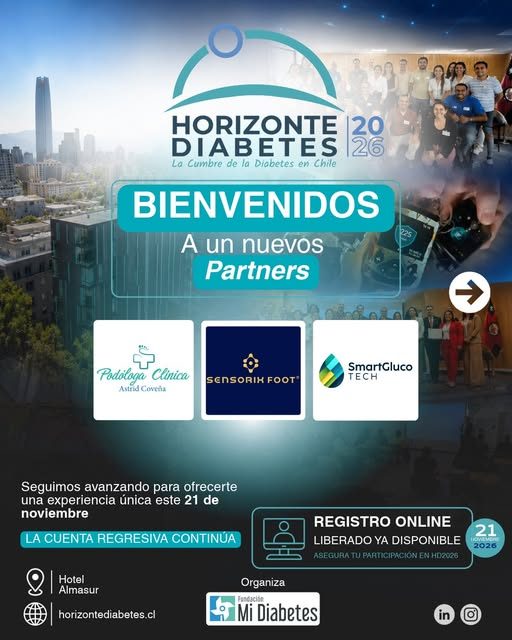 HORIZONTE
DIABETES
20
26
La Cumbre de la Diabetes en Chile
BIENVENIDOS
A un nuevos
Partners
Podóloga Clínica
Astrid Coveña
SENSORIX FOOT
SmartGluco
TECH
Seguimos avanzando para ofrecerte
una experiencia única este 21 de
noviembre
LA CUENTA REGRESIVA CONTINÚA
REGISTRO ONLINE
LIBERADO YA DISPONIBLE
ASEGURA TU PARTICIPACIÓN EN HD2026
21
NOVIEMBRE
2026
Hotel
Almasur
horizontediabetes.cl
Organiza
Fundación
Mi Diabetes
in